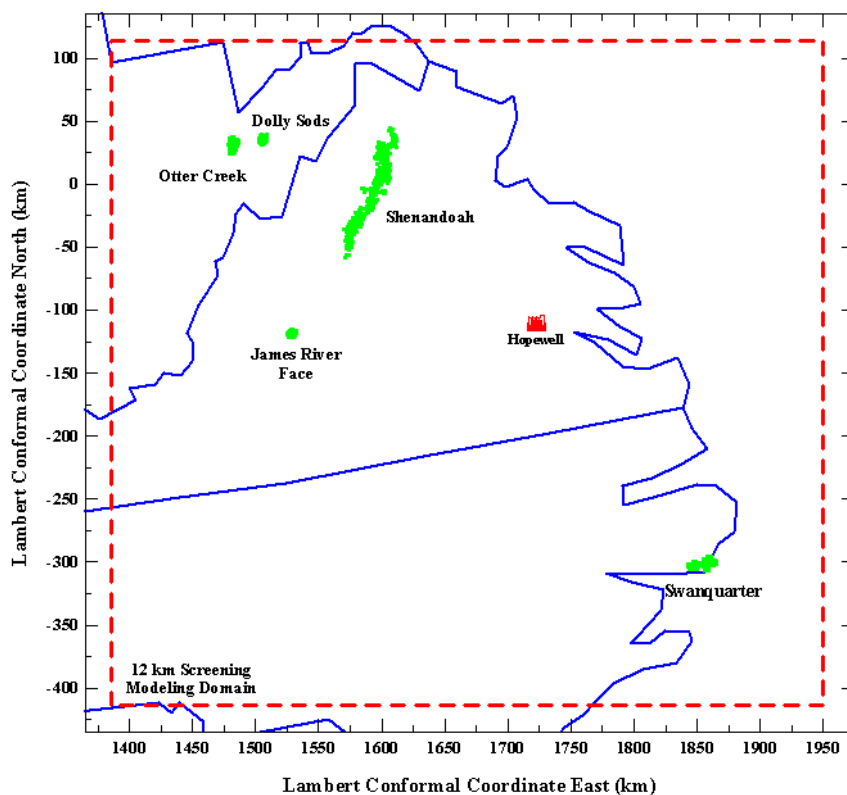 100
50
0
-50
-100
-150
-200
-250
-300
-350
-400
Lambert Conformal Coordinate North (km)
Dolly Sods
Otter Creek
Shenandoah
Hopewell
James River
Face
Swanquarter
12 km Screening
Modeling Domain
1400 1450 1500 1550 1600 1650 1700 1750 1800 1850 1900 1950
Lambert Conformal Coordinate East (km)